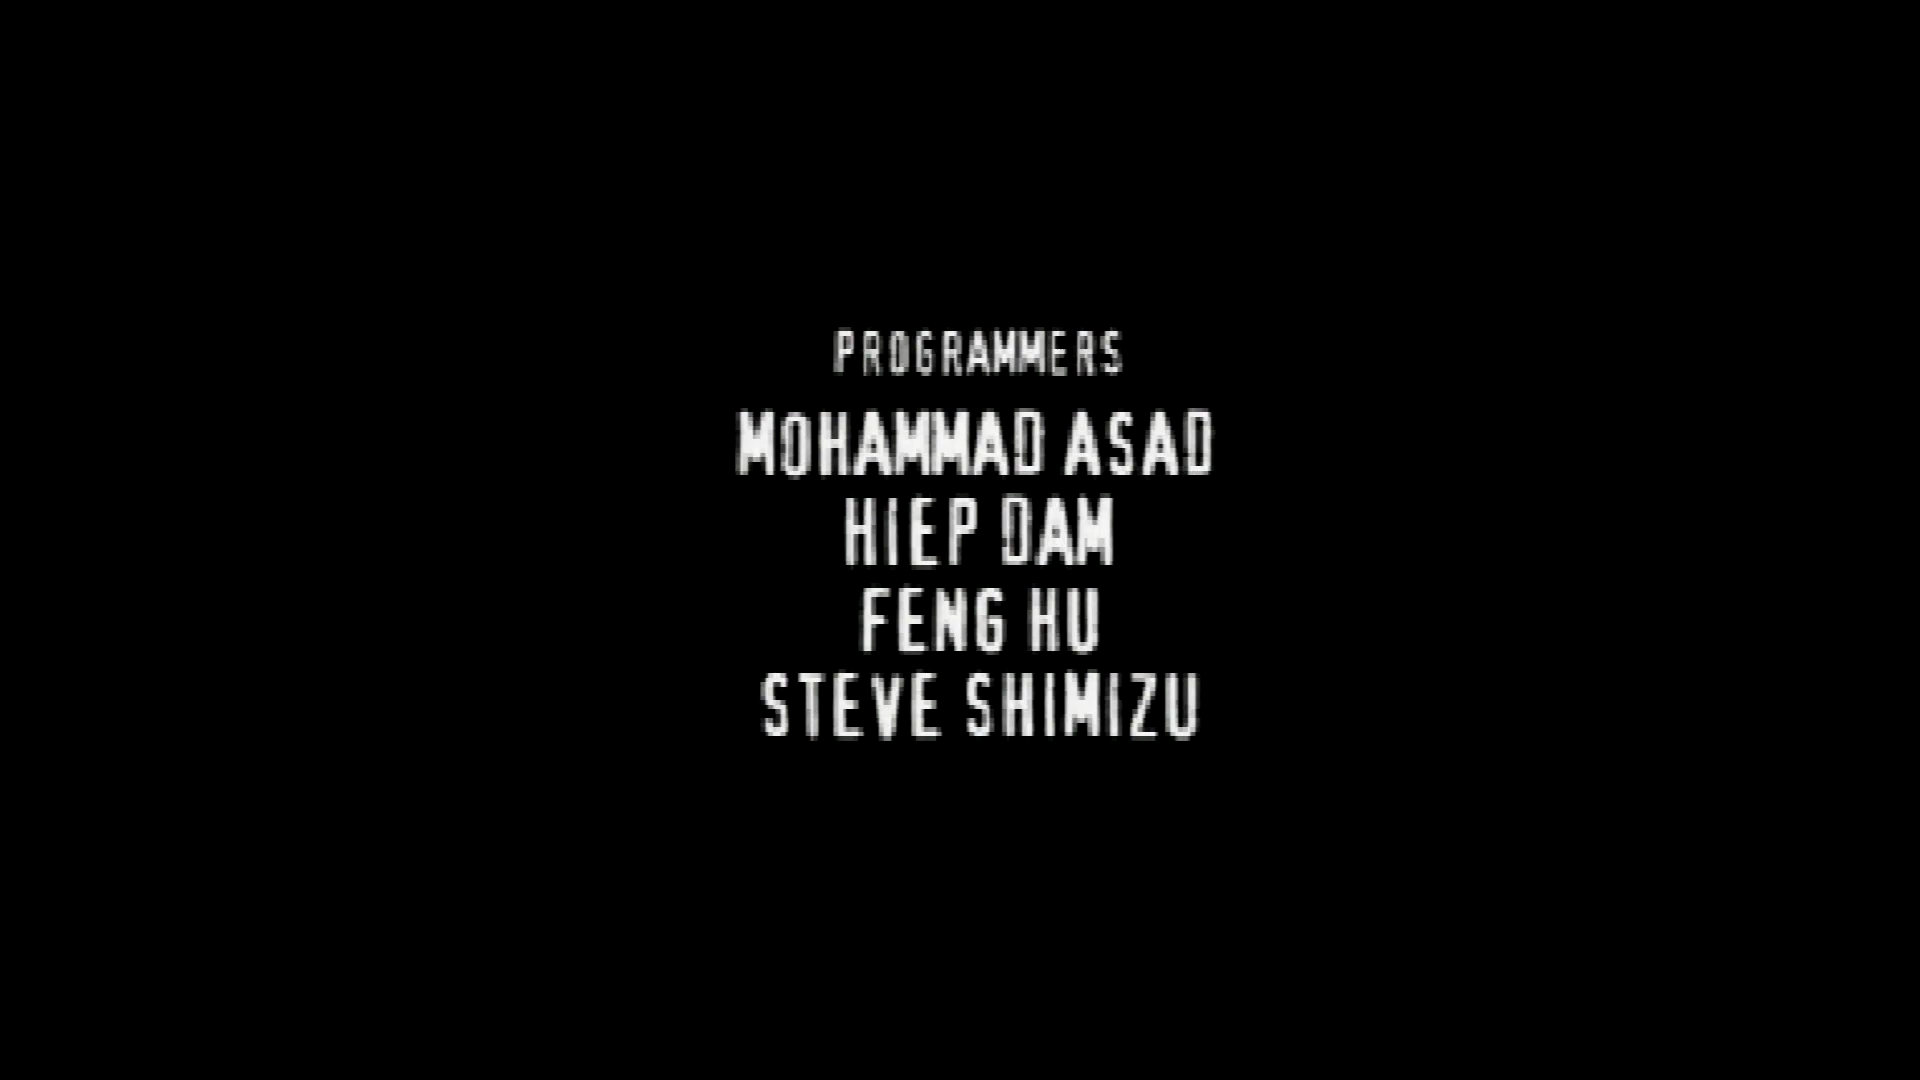 PROGRAMMERS
MOHAMMAD ASAD
HIEP DAM
FENG HU
STEVE SHIMIZU